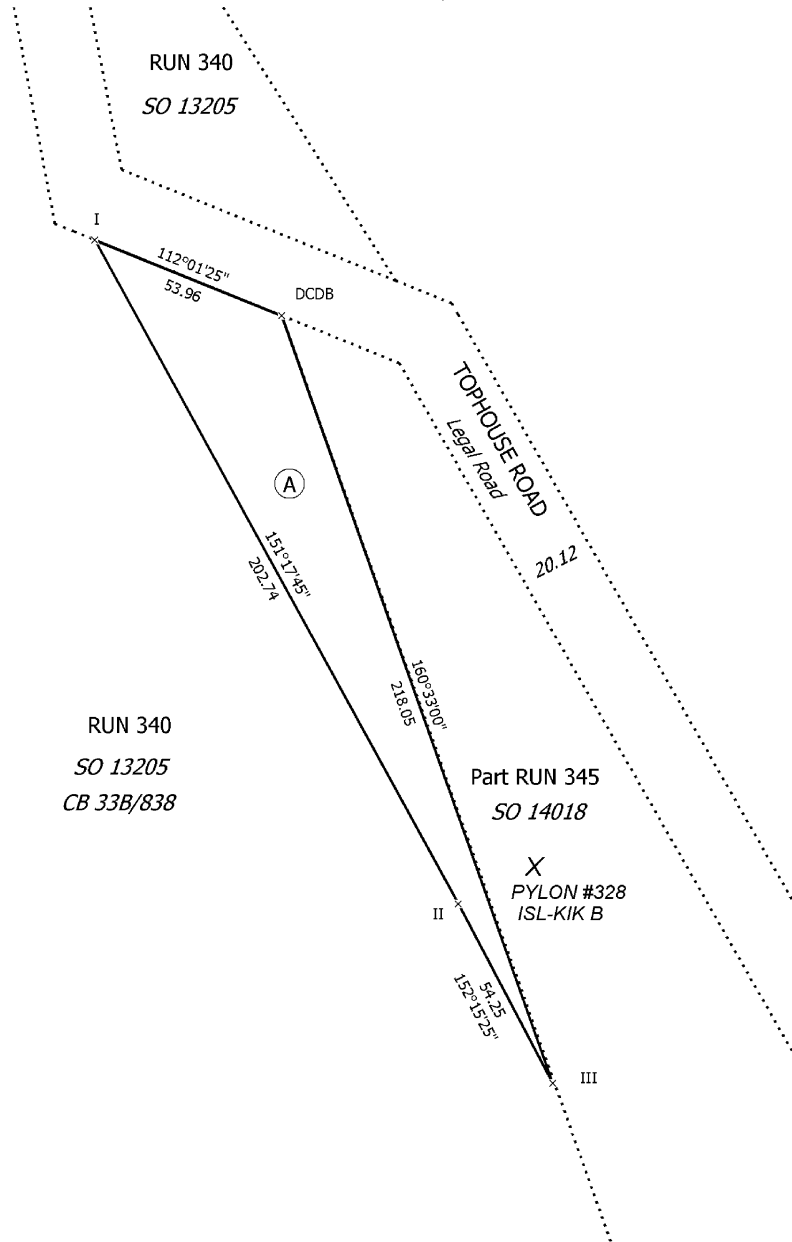 RUN 340
SO 13205
I
112°01'25"
53.96
DCDB
TOPHOUSE ROAD
Legal Road
20.12
A
151°17'45"
202.74
160°33'00"
218.05
RUN 340
SO 13205
CB 33B/838
Part RUN 345
SO 14018
X
PYLON #328
ISL-KIK B
II
54.25
152°15'25"
III